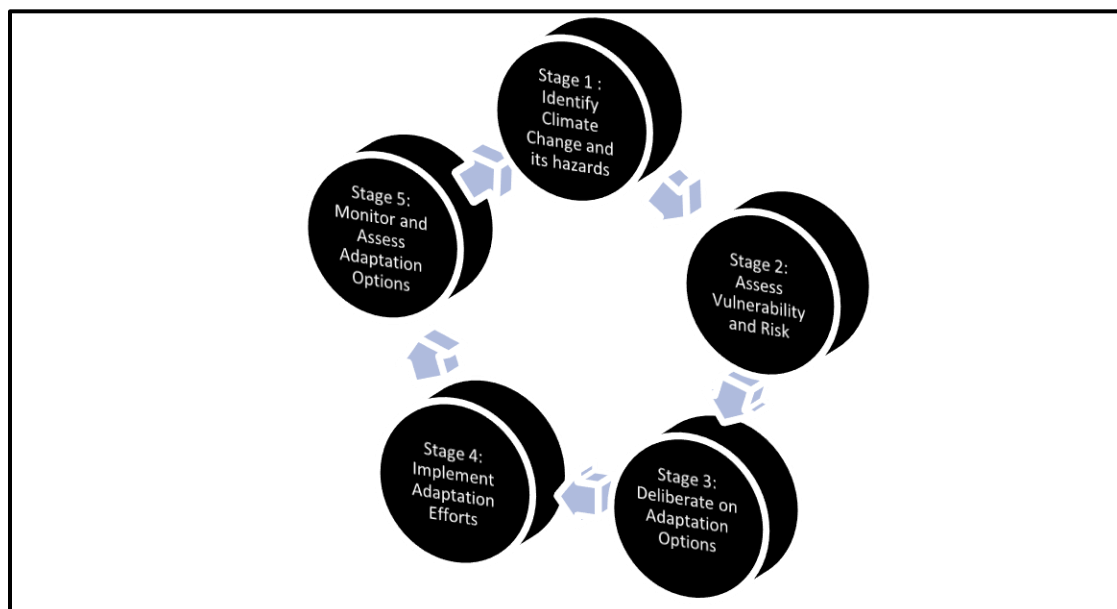 Stage 1 :
Identify
Climate
Change and
its hazards
Stage 2:
Assess
Vulnerability
and Risk
Stage 3:
Deliberate on
Adaptation
Options
Stage 4:
Implement
Adaptation
Efforts
Stage 5:
Monitor and
Assess
Adaptation
Options